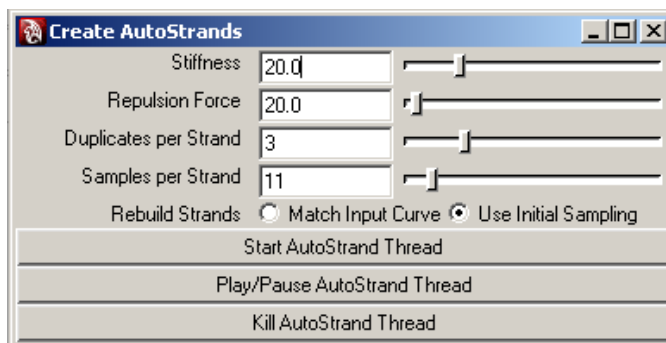 Create AutoStrands
Stiffness 20.0
Repulsion Force 20.0
Duplicates per Strand 3
Samples per Strand 11
Rebuild Strands Match Input Curve Use Initial Sampling
Start AutoStrand Thread
Play/Pause AutoStrand Thread
Kill AutoStrand Thread